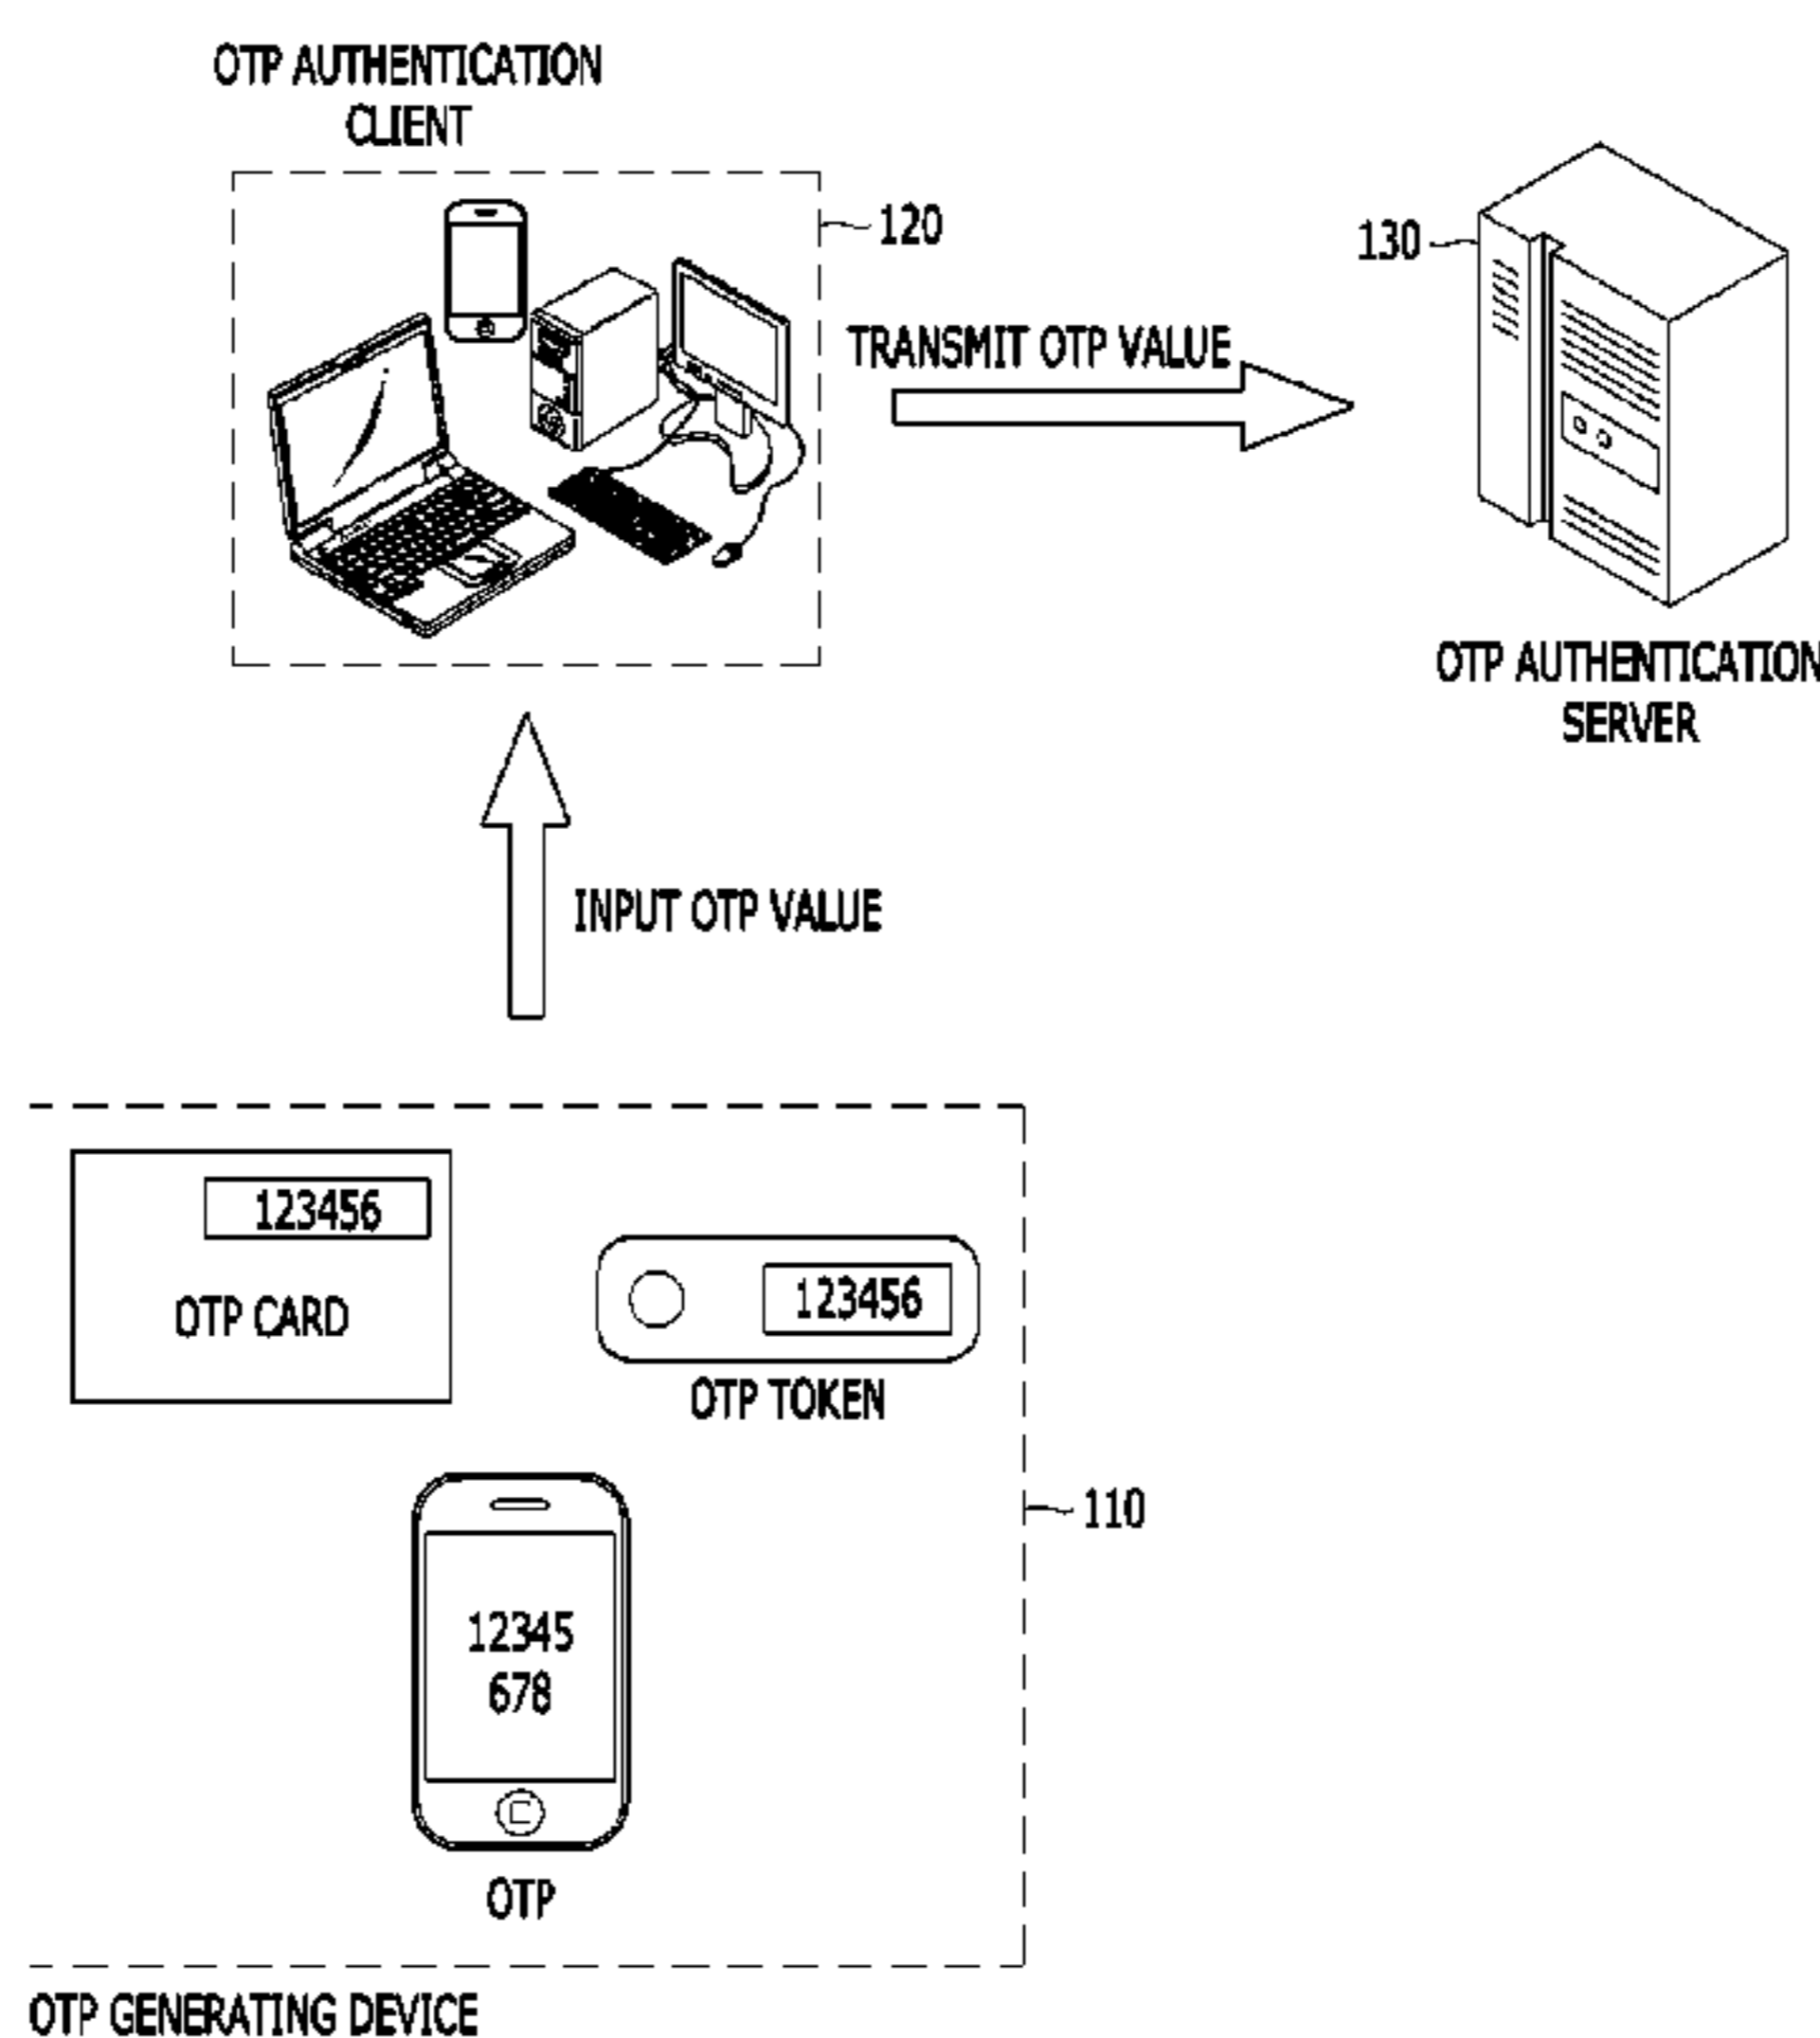 OTP AUTHENTICATION
CLIENT
120
130
TRANSMIT OTP VALUE
OTP AUTHENTICATION
SERVER
INPUT OTP VALUE
123456
OTP CARD
123456
OTP TOKEN
110
12345
678
OTP
OTP GENERATING DEVICE